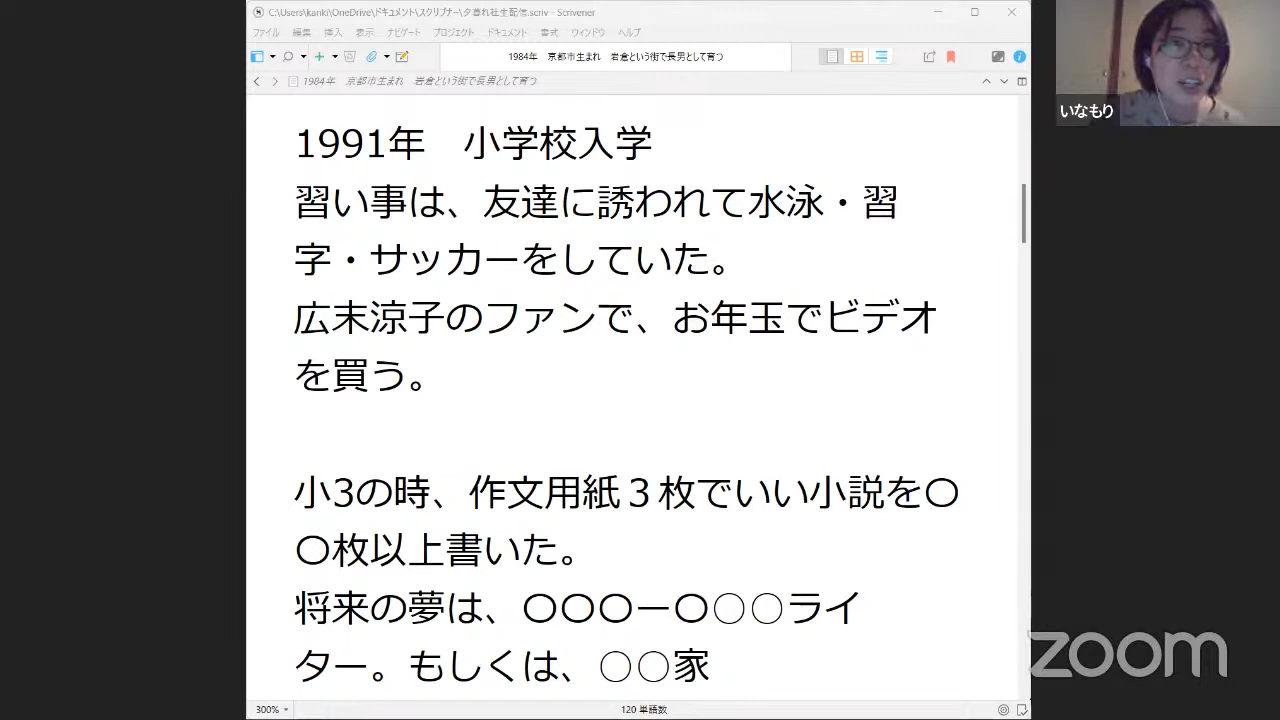 C:\Users\kanki\OneDrive\ドキュメント\スクリプナー\夕暮れ社生配信.scriv - Scrivener
ファイル 編集 挿入 表示 ナビゲート プロジェクト ドキュメント 書式 ウインドウ ヘルプ
1984年 京都市生まれ 岩倉という街で長男として育つ
1984年 京都市生まれ 岩倉という街で長男として育つ
いなもり
1991年 小学校入学
習い事は、友達に誘われて水泳・習
字・サッカーをしていた。
広末涼子のファンで、お年玉でビデオ
を買う。
小3の時、作文用紙３枚でいい小説を〇
〇枚以上書いた。
将来の夢は、〇〇〇ー〇○○ライ
ター。もしくは、○○家
zoom
300%
120 単語数